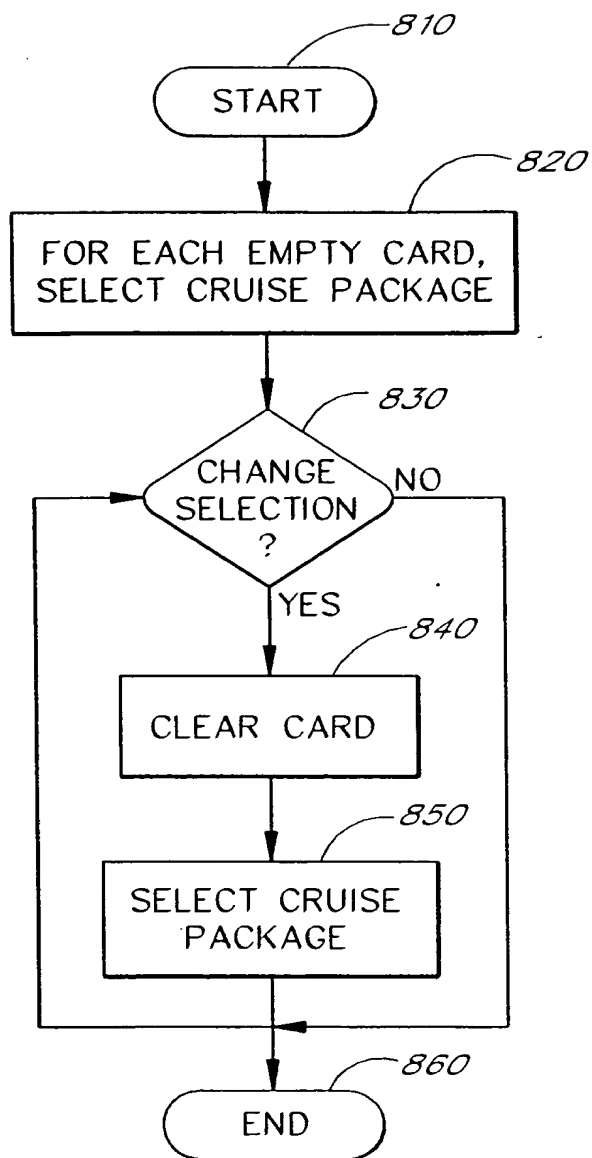 810
START
820
FOR EACH EMPTY CARD,
SELECT CRUISE PACKAGE
830
CHANGE
SELECTION
?
NO
YES
840
CLEAR CARD
850
SELECT CRUISE
PACKAGE
860
END